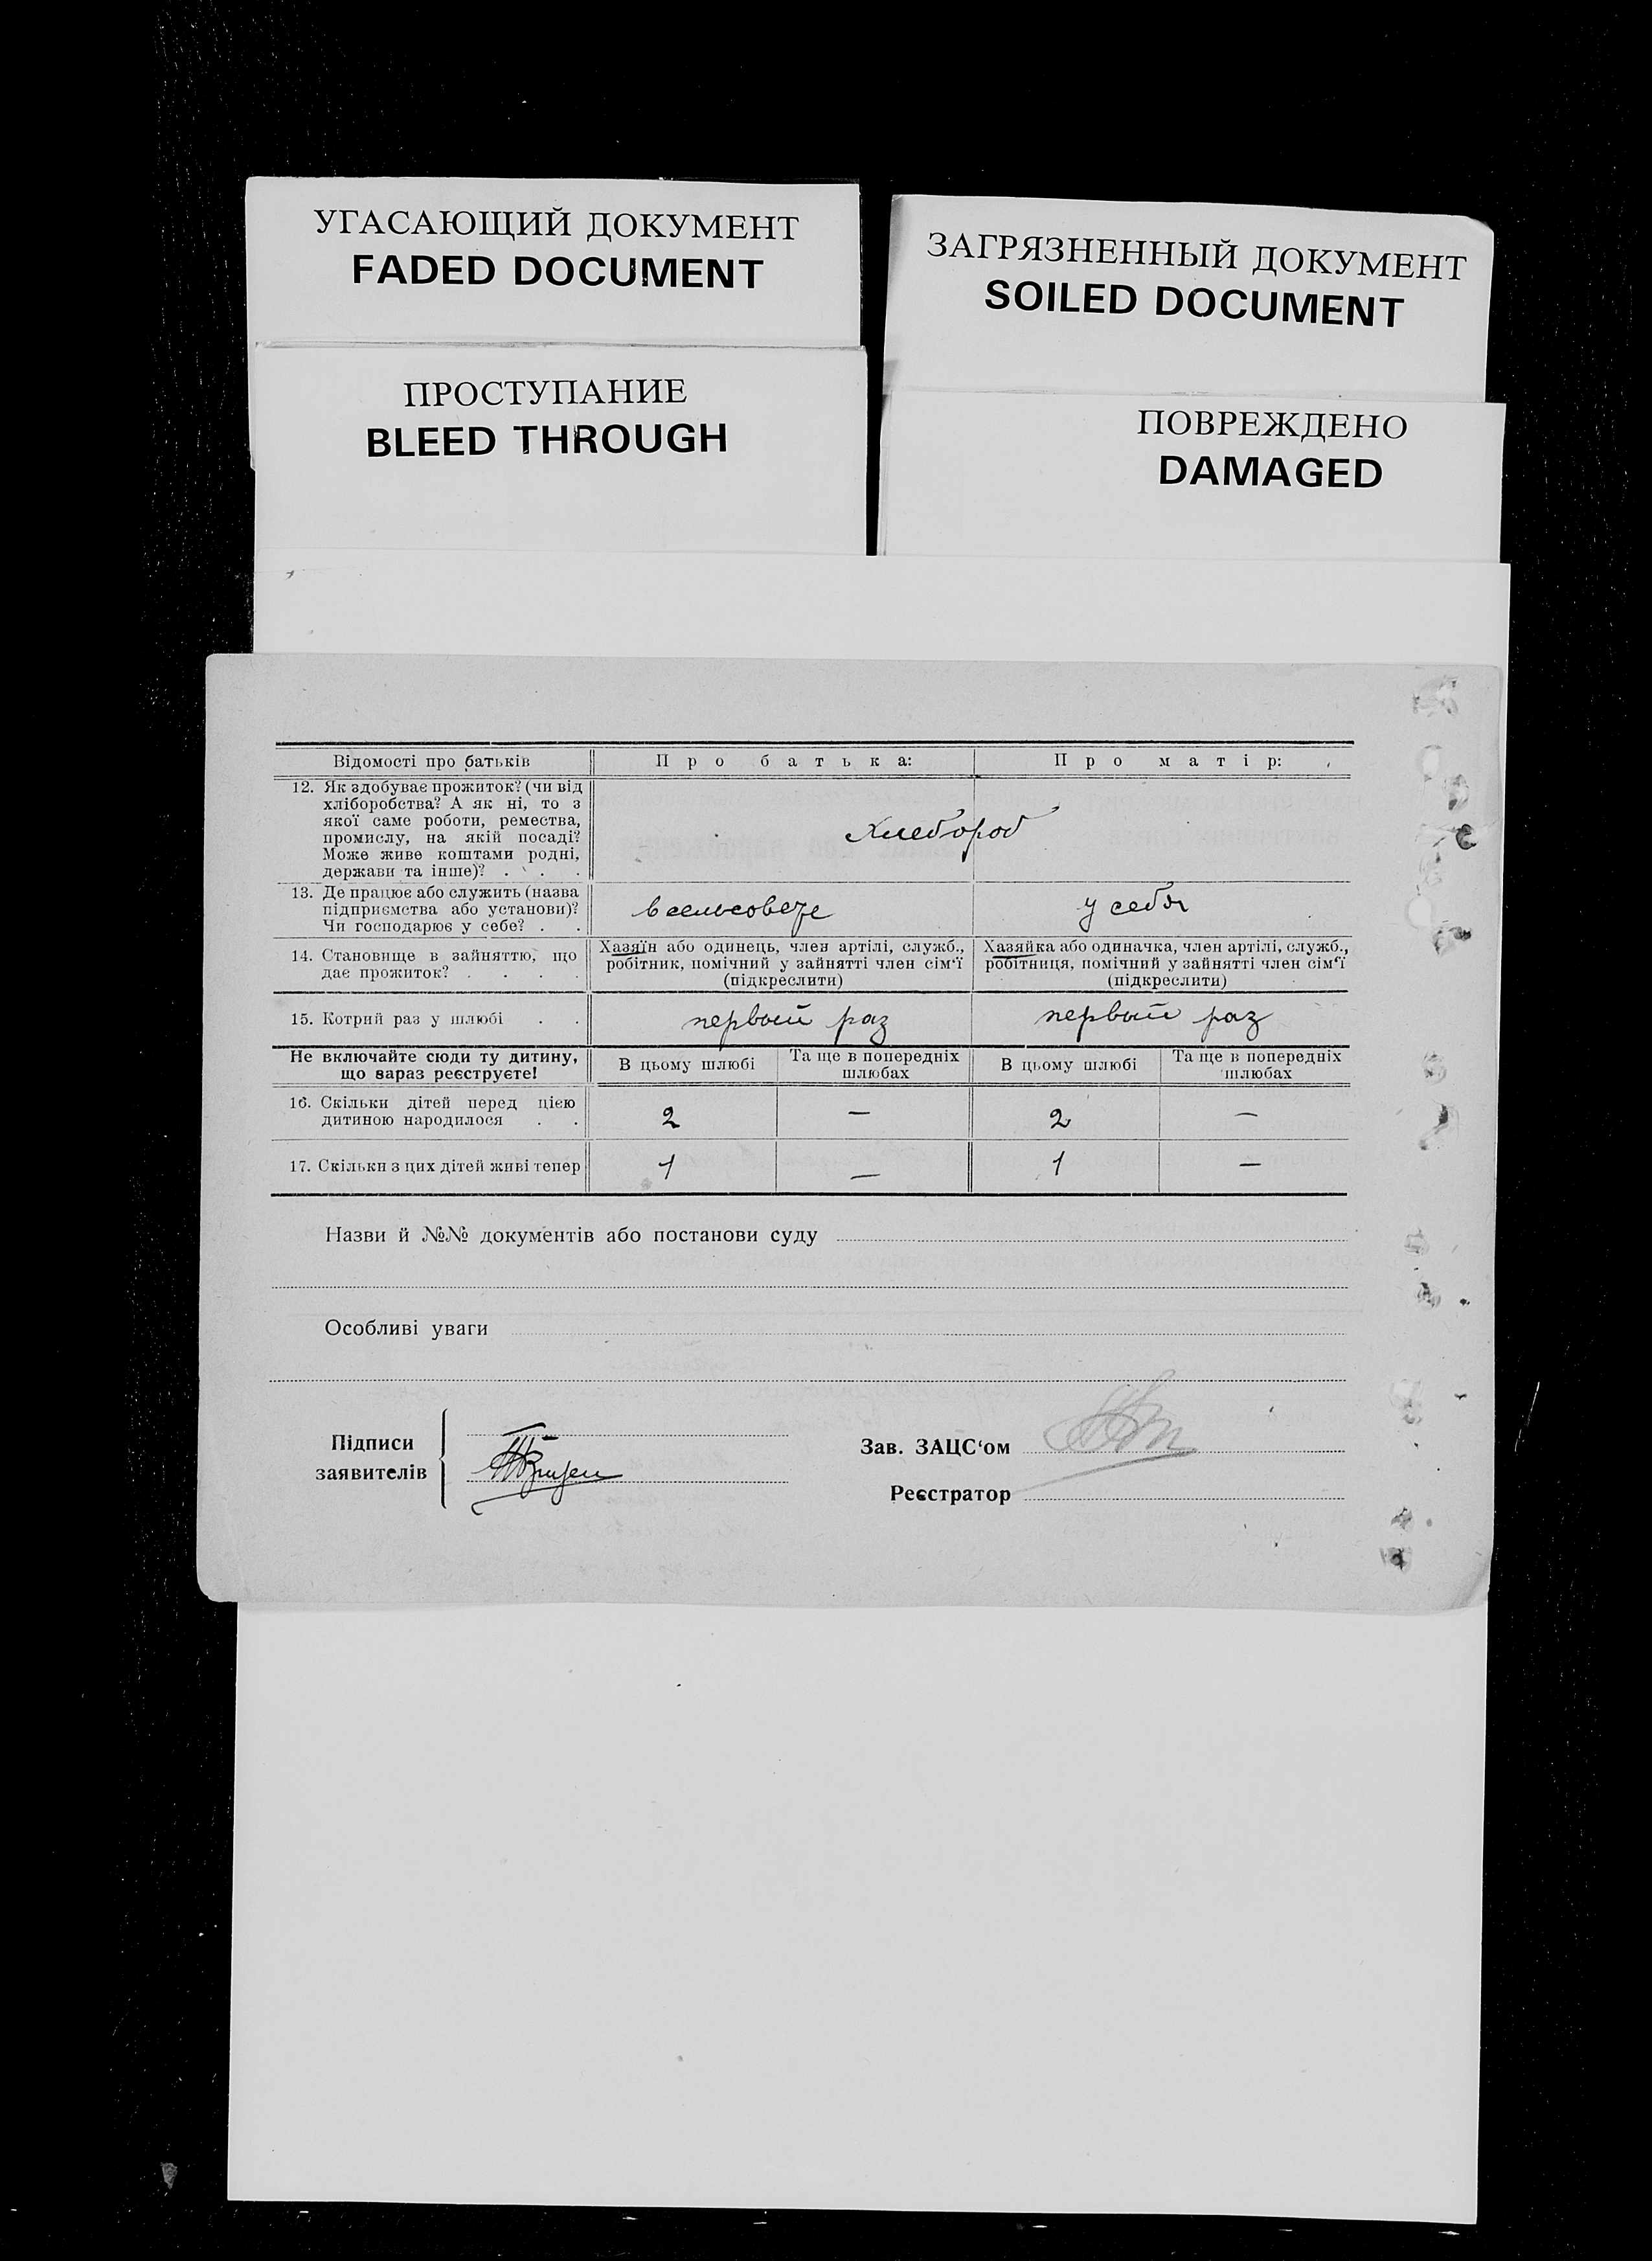 УГАСАЮЩИЙ ДОКУМЕНТ
FADED DOCUMENT
ЗАГРЯЗНЕННЫЙ ДОКУМЕНТ
SOILED DOCUMENT
ПРОСТУПАНИЕ
BLEED THROUGH
ПОВРЕЖДЕНО
DAMAGED
Відомості про батьків
Про батька:
Про матір:
12. Як здобуває прожиток? (чи від
хліборобства? А як ні, то з
якої саме роботи, ремества,
промислу, на якій посаді?
Може живе коштами родні,
держави та інше)? . . .
Хлебороб
13. Де працює або служить (назва
підприємства або установи)?
Чи господарює у себе? . .
в сельсовете
у себя
14. Становище в зайняттю, що
дає прожиток? . . . .
Хазяїн або одинець, член артілі, служб.,
робітник, помічний у зайнятті член сім'ї
(підкреслити)
Хазяйка або одиначка, член артілі, служб.,
робітниця, помічний у зайнятті член сім'ї
(підкреслити)
15. Котрий раз у шлюбі . .
первый раз
первый раз
Не включайте сюди ту дитину,
що зараз реєструєте!
В цьому шлюбі
Та ще в попередніх
шлюбах
В цьому шлюбі
Та ще в попередніх
шлюбах
16. Скільки дітей перед цією
дитиною народилося . .
2
—
2
—
17. Скільки з цих дітей живі тепер
1
—
1
—
Назви й №№ документів або постанови суду
Особливі уваги
Підписи
заявителів
Зав. ЗАЦС'ом
Реєстратор